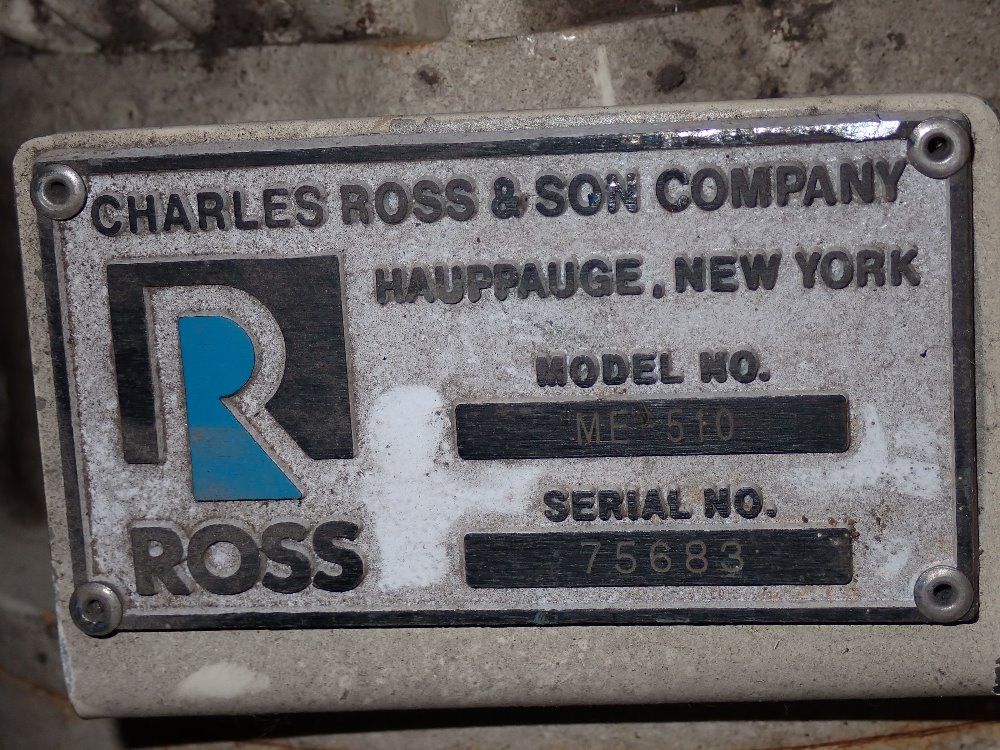 CHARLES ROSS & SON COMPANY
HAUPPAUGE, NEW YORK
R
MODEL NO.
ME 510
SERIAL NO.
75683
ROSS